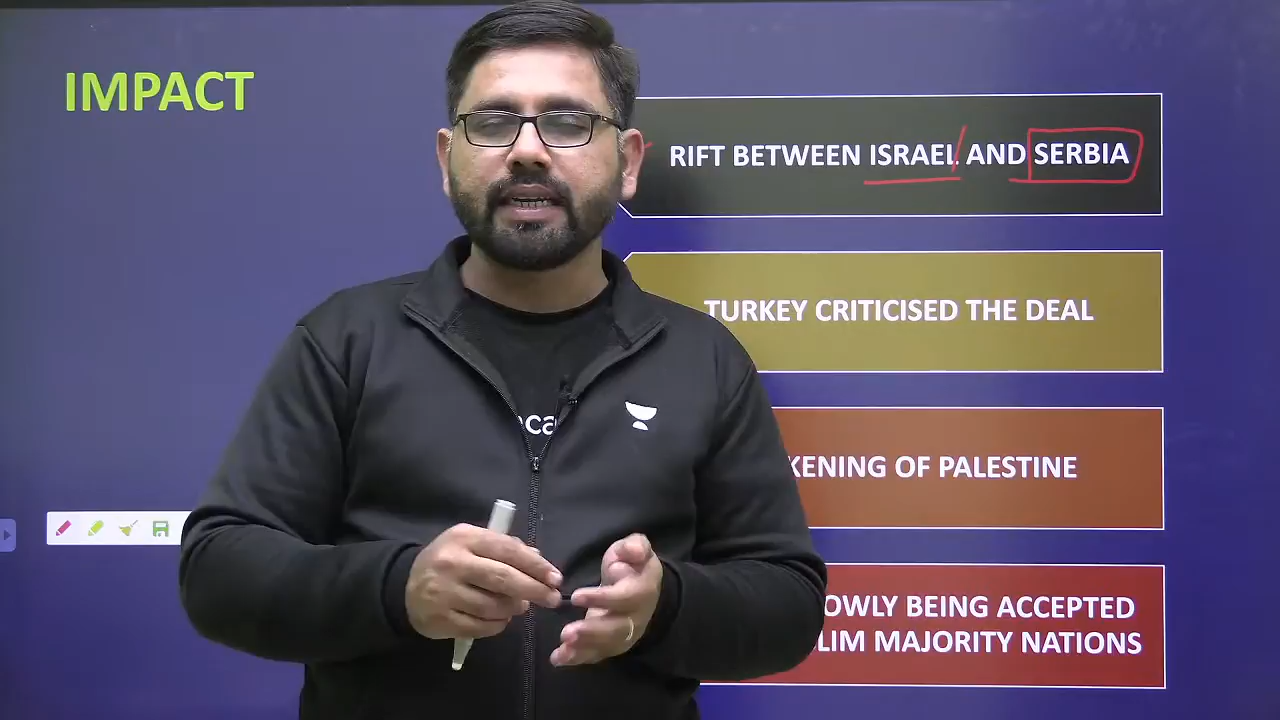 IMPACT
RIFT BETWEEN ISRAEL AND SERBIA
TURKEY CRITICISED THE DEAL
KENING OF PALESTINE
OWLY BEING ACCEPTED
LIM MAJORITY NATIONS
aca